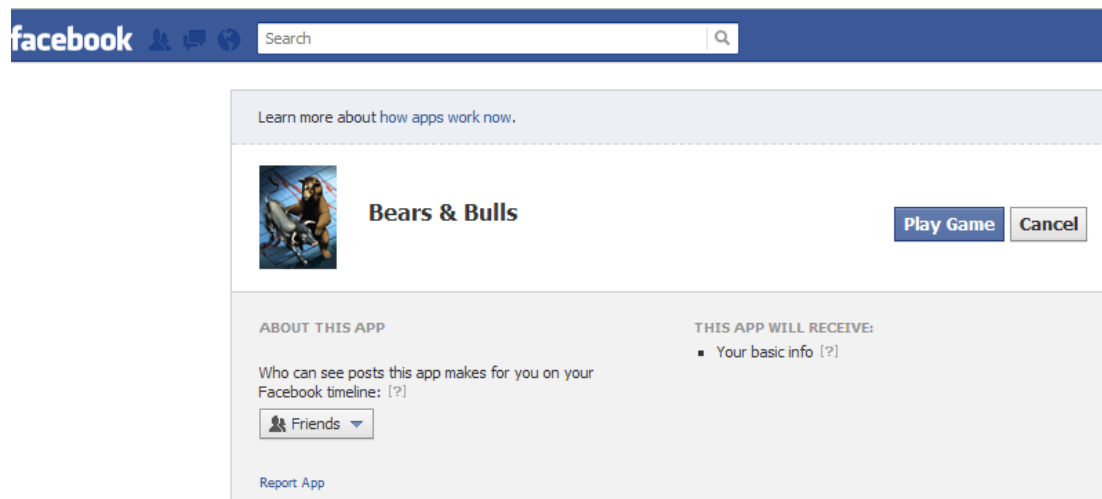 facebook Search
Learn more about how apps work now.
Bears & Bulls
Play Game Cancel
ABOUT THIS APP
Who can see posts this app makes for you on your
Facebook timeline: [?]
Friends
Report App
THIS APP WILL RECEIVE:
▪ Your basic info [?]